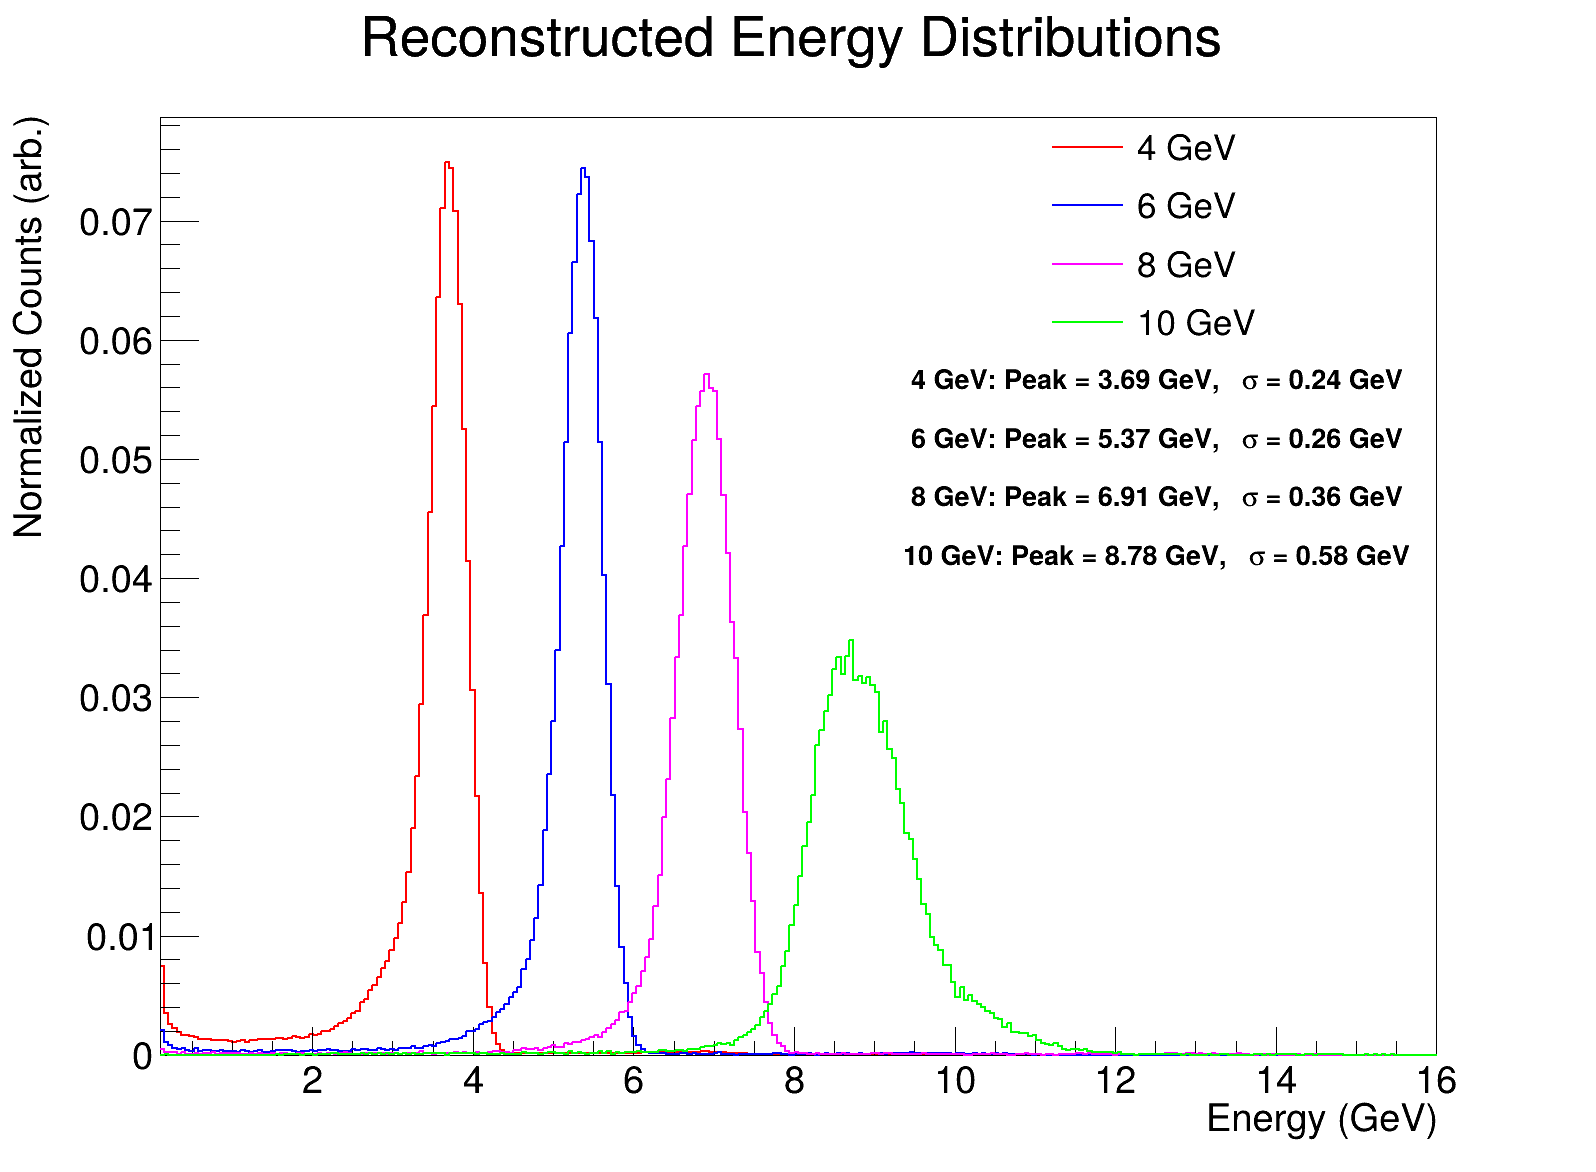 Reconstructed Energy Distributions
Normalized Counts (arb.)
0.07
0.06
0.05
0.04
0.03
0.02
0.01
0
4 GeV
6 GeV
8 GeV
10 GeV
4 GeV: Peak = 3.69 GeV, σ = 0.24 GeV
6 GeV: Peak = 5.37 GeV, σ = 0.26 GeV
8 GeV: Peak = 6.91 GeV, σ = 0.36 GeV
10 GeV: Peak = 8.78 GeV, σ = 0.58 GeV
2 4 6 8 10 12 14 16
Energy (GeV)